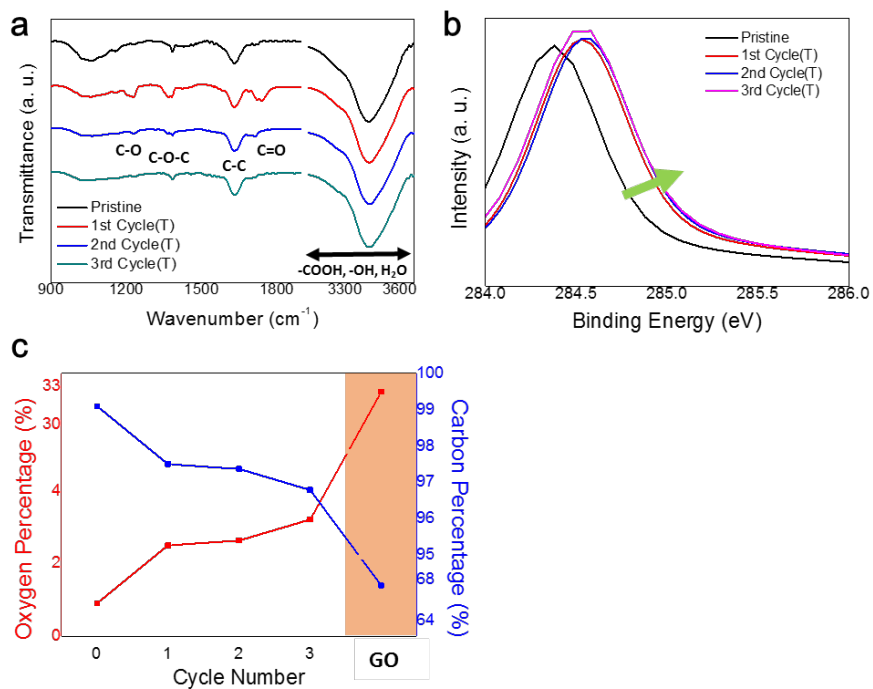 a
Transmittance (a. u.)
C-O
C-O-C
C-C
C=O
Pristine
1st Cycle(T)
2nd Cycle(T)
3rd Cycle(T)
-COOH, -OH, H₂O
900 1200 1500 1800 3300 3600
Wavenumber (cm⁻¹)
b
Intensity (a. u.)
Pristine
1st Cycle(T)
2nd Cycle(T)
3rd Cycle(T)
284.0 284.5 285.0 285.5 286.0
Binding Energy (eV)
c
Oxygen Percentage (%)
33
30
4
2
0
100
99
98
97
96
95
68
64
Carbon Percentage (%)
0 1 2 3 GO
Cycle Number